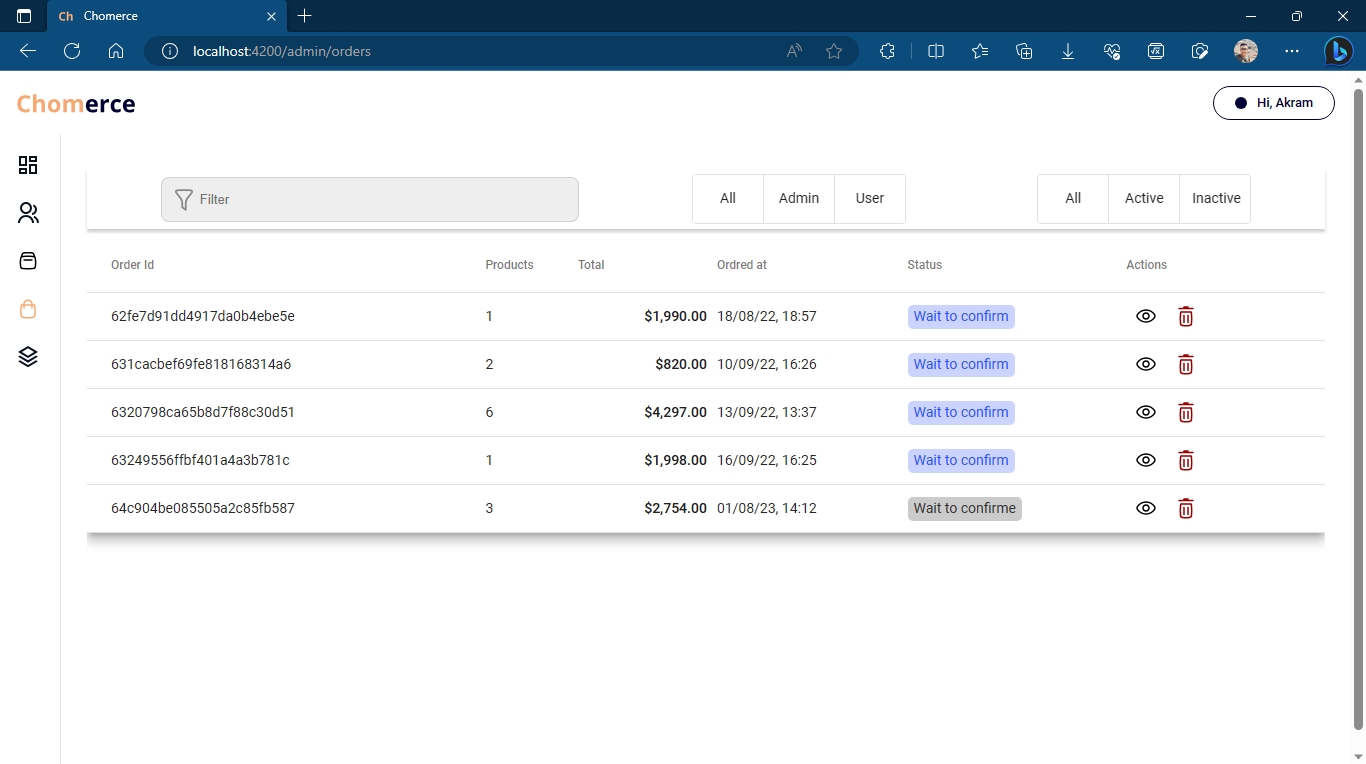 Ch Chomerce
localhost:4200/admin/orders
Chomerce
Hi, Akram
Filter All Admin User All Active Inactive
Order Id Products Total Ordred at Status Actions
62fe7d91dd4917da0b4ebe5e 1 $1,990.00 18/08/22, 18:57 Wait to confirm
631cacbef69fe818168314a6 2 $820.00 10/09/22, 16:26 Wait to confirm
6320798ca65b8d7f88c30d51 6 $4,297.00 13/09/22, 13:37 Wait to confirm
63249556ffbf401a4a3b781c 1 $1,998.00 16/09/22, 16:25 Wait to confirm
64c904be085505a2c85fb587 3 $2,754.00 01/08/23, 14:12 Wait to confirme